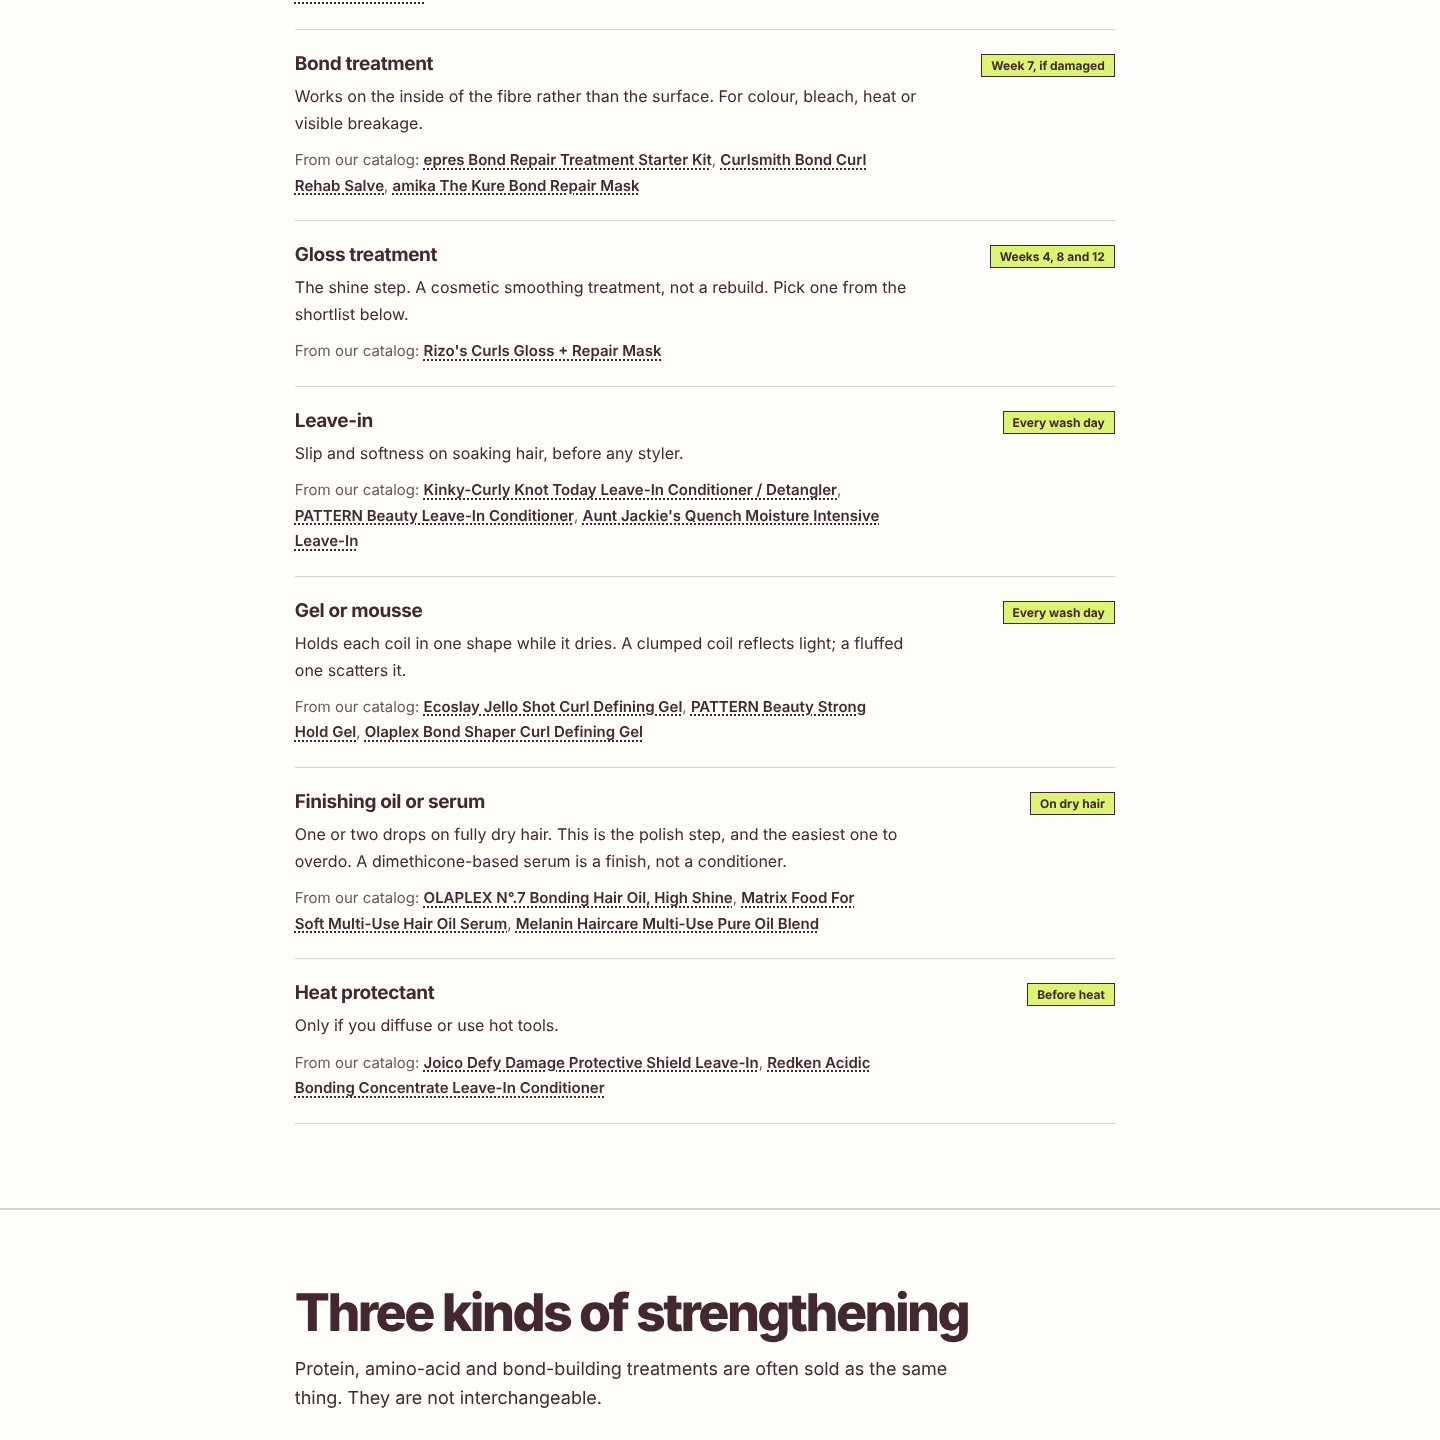 Bond treatment
Week 7, if damaged
Works on the inside of the fibre rather than the surface. For colour, bleach, heat or
visible breakage.
From our catalog: epres Bond Repair Treatment Starter Kit, Curlsmith Bond Curl
Rehab Salve, amika The Kure Bond Repair Mask
Gloss treatment
Weeks 4, 8 and 12
The shine step. A cosmetic smoothing treatment, not a rebuild. Pick one from the
shortlist below.
From our catalog: Rizo's Curls Gloss + Repair Mask
Leave-in
Every wash day
Slip and softness on soaking hair, before any styler.
From our catalog: Kinky-Curly Knot Today Leave-In Conditioner / Detangler,
PATTERN Beauty Leave-In Conditioner, Aunt Jackie's Quench Moisture Intensive
Leave-In
Gel or mousse
Every wash day
Holds each coil in one shape while it dries. A clumped coil reflects light; a fluffed
one scatters it.
From our catalog: Ecoslay Jello Shot Curl Defining Gel, PATTERN Beauty Strong
Hold Gel, Olaplex Bond Shaper Curl Defining Gel
Finishing oil or serum
On dry hair
One or two drops on fully dry hair. This is the polish step, and the easiest one to
overdo. A dimethicone-based serum is a finish, not a conditioner.
From our catalog: OLAPLEX N°.7 Bonding Hair Oil, High Shine, Matrix Food For
Soft Multi-Use Hair Oil Serum, Melanin Haircare Multi-Use Pure Oil Blend
Heat protectant
Before heat
Only if you diffuse or use hot tools.
From our catalog: Joico Defy Damage Protective Shield Leave-In, Redken Acidic
Bonding Concentrate Leave-In Conditioner
Three kinds of strengthening
Protein, amino-acid and bond-building treatments are often sold as the same
thing. They are not interchangeable.